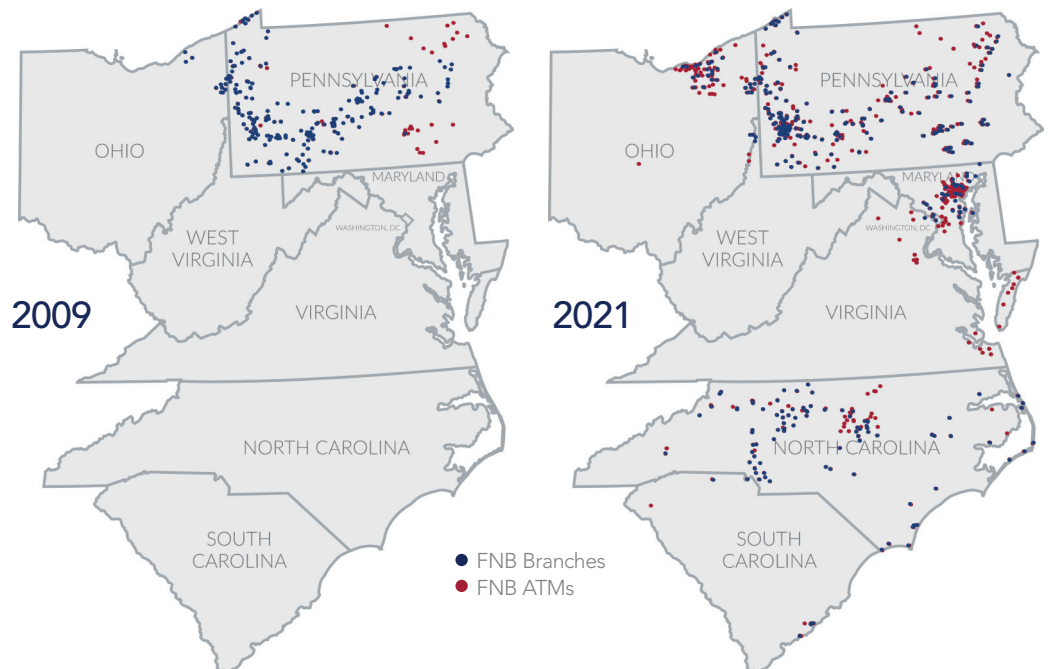 PENNSYLVANIA
OHIO
MARYLAND
WASHINGTON, DC
WEST
VIRGINIA
2009
VIRGINIA
NORTH CAROLINA
SOUTH
CAROLINA
PENNSYLVANIA
OHIO
MARYLAND
WASHINGTON, DC
WEST
VIRGINIA
2021
VIRGINIA
NORTH CAROLINA
SOUTH
CAROLINA
FNB Branches
FNB ATMs